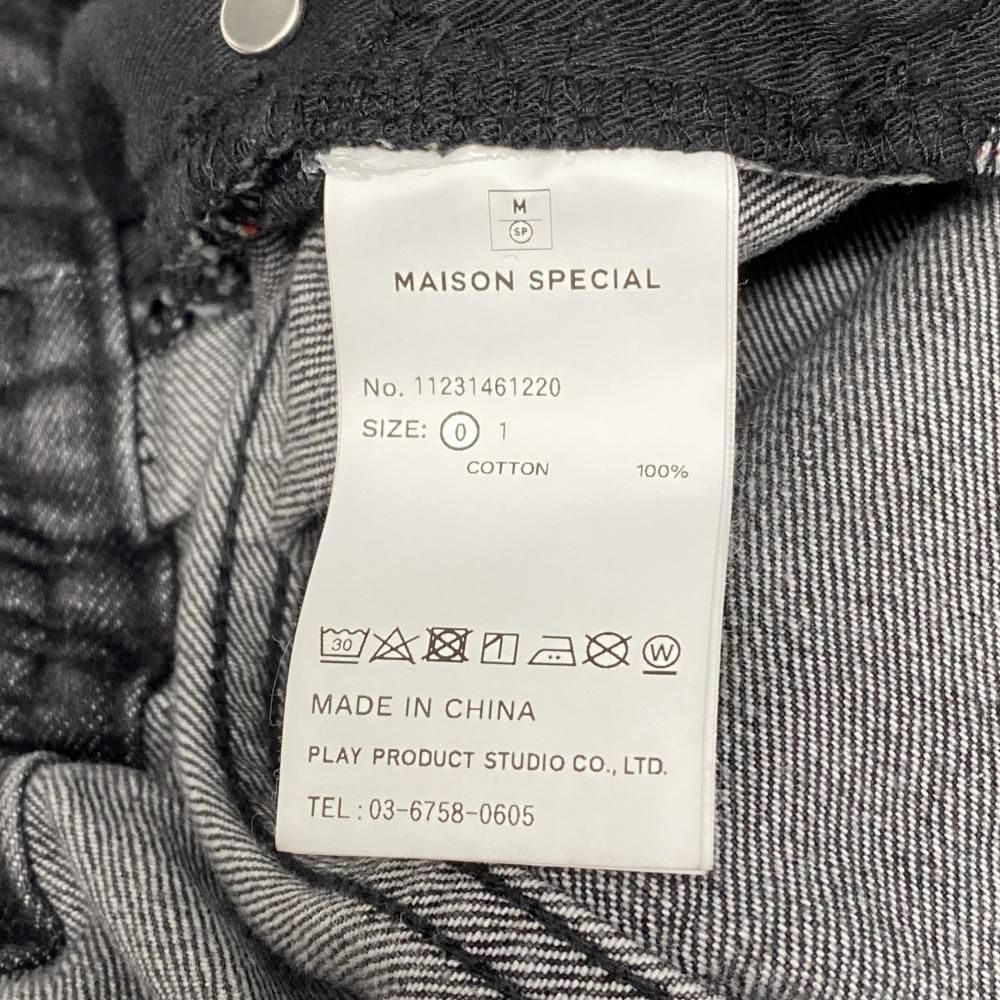 M
SP
MAISON SPECIAL
No. 11231461220
SIZE: 0 1
COTTON 100%
30 W
MADE IN CHINA
PLAY PRODUCT STUDIO CO., LTD.
TEL : 03-6758-0605